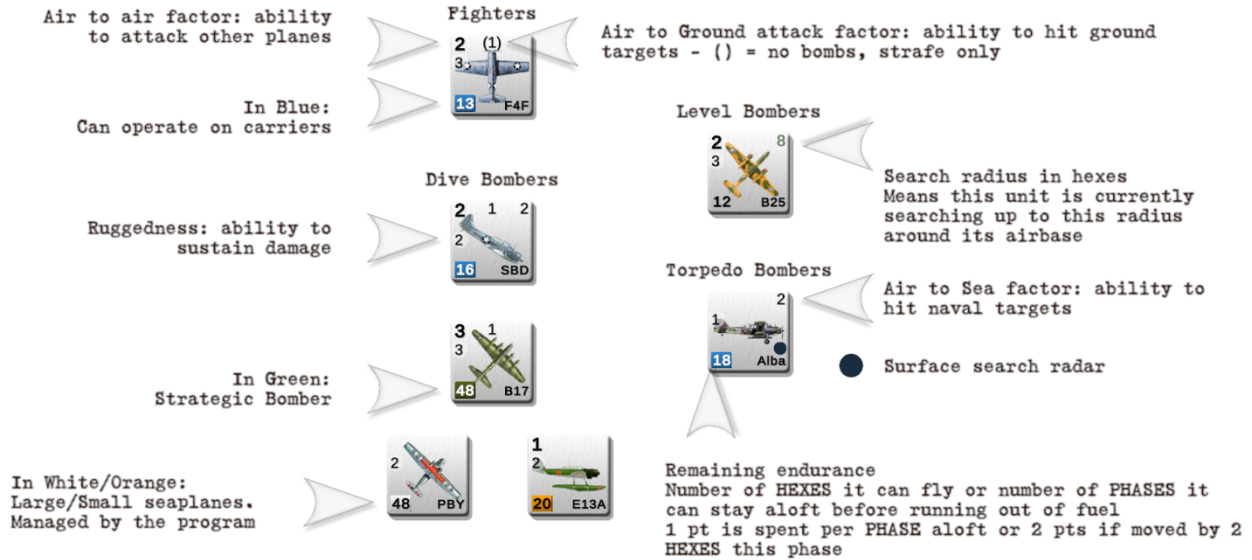 Fighters
Air to air factor: ability
to attack other planes
2 (1)
3
13 F4F
Air to Ground attack factor: ability to hit ground
targets - () = no bombs, strafe only
In Blue:
Can operate on carriers
Level Bombers
2 8
3
12 B25
Search radius in hexes
Means this unit is currently
searching up to this radius
around its airbase
Dive Bombers
2 1 2
2
16 SBD
Ruggedness: ability to
sustain damage
Torpedo Bombers
2
1
18 Alba
Air to Sea factor: ability to
hit naval targets
Surface search radar
3 1
3
48 B17
In Green:
Strategic Bomber
2
48 PBY
1
2
20 E13A
In White/Orange:
Large/Small seaplanes.
Managed by the program
Remaining endurance
Number of HEXES it can fly or number of PHASES it
can stay aloft before running out of fuel
1 pt is spent per PHASE aloft or 2 pts if moved by 2
HEXES this phase